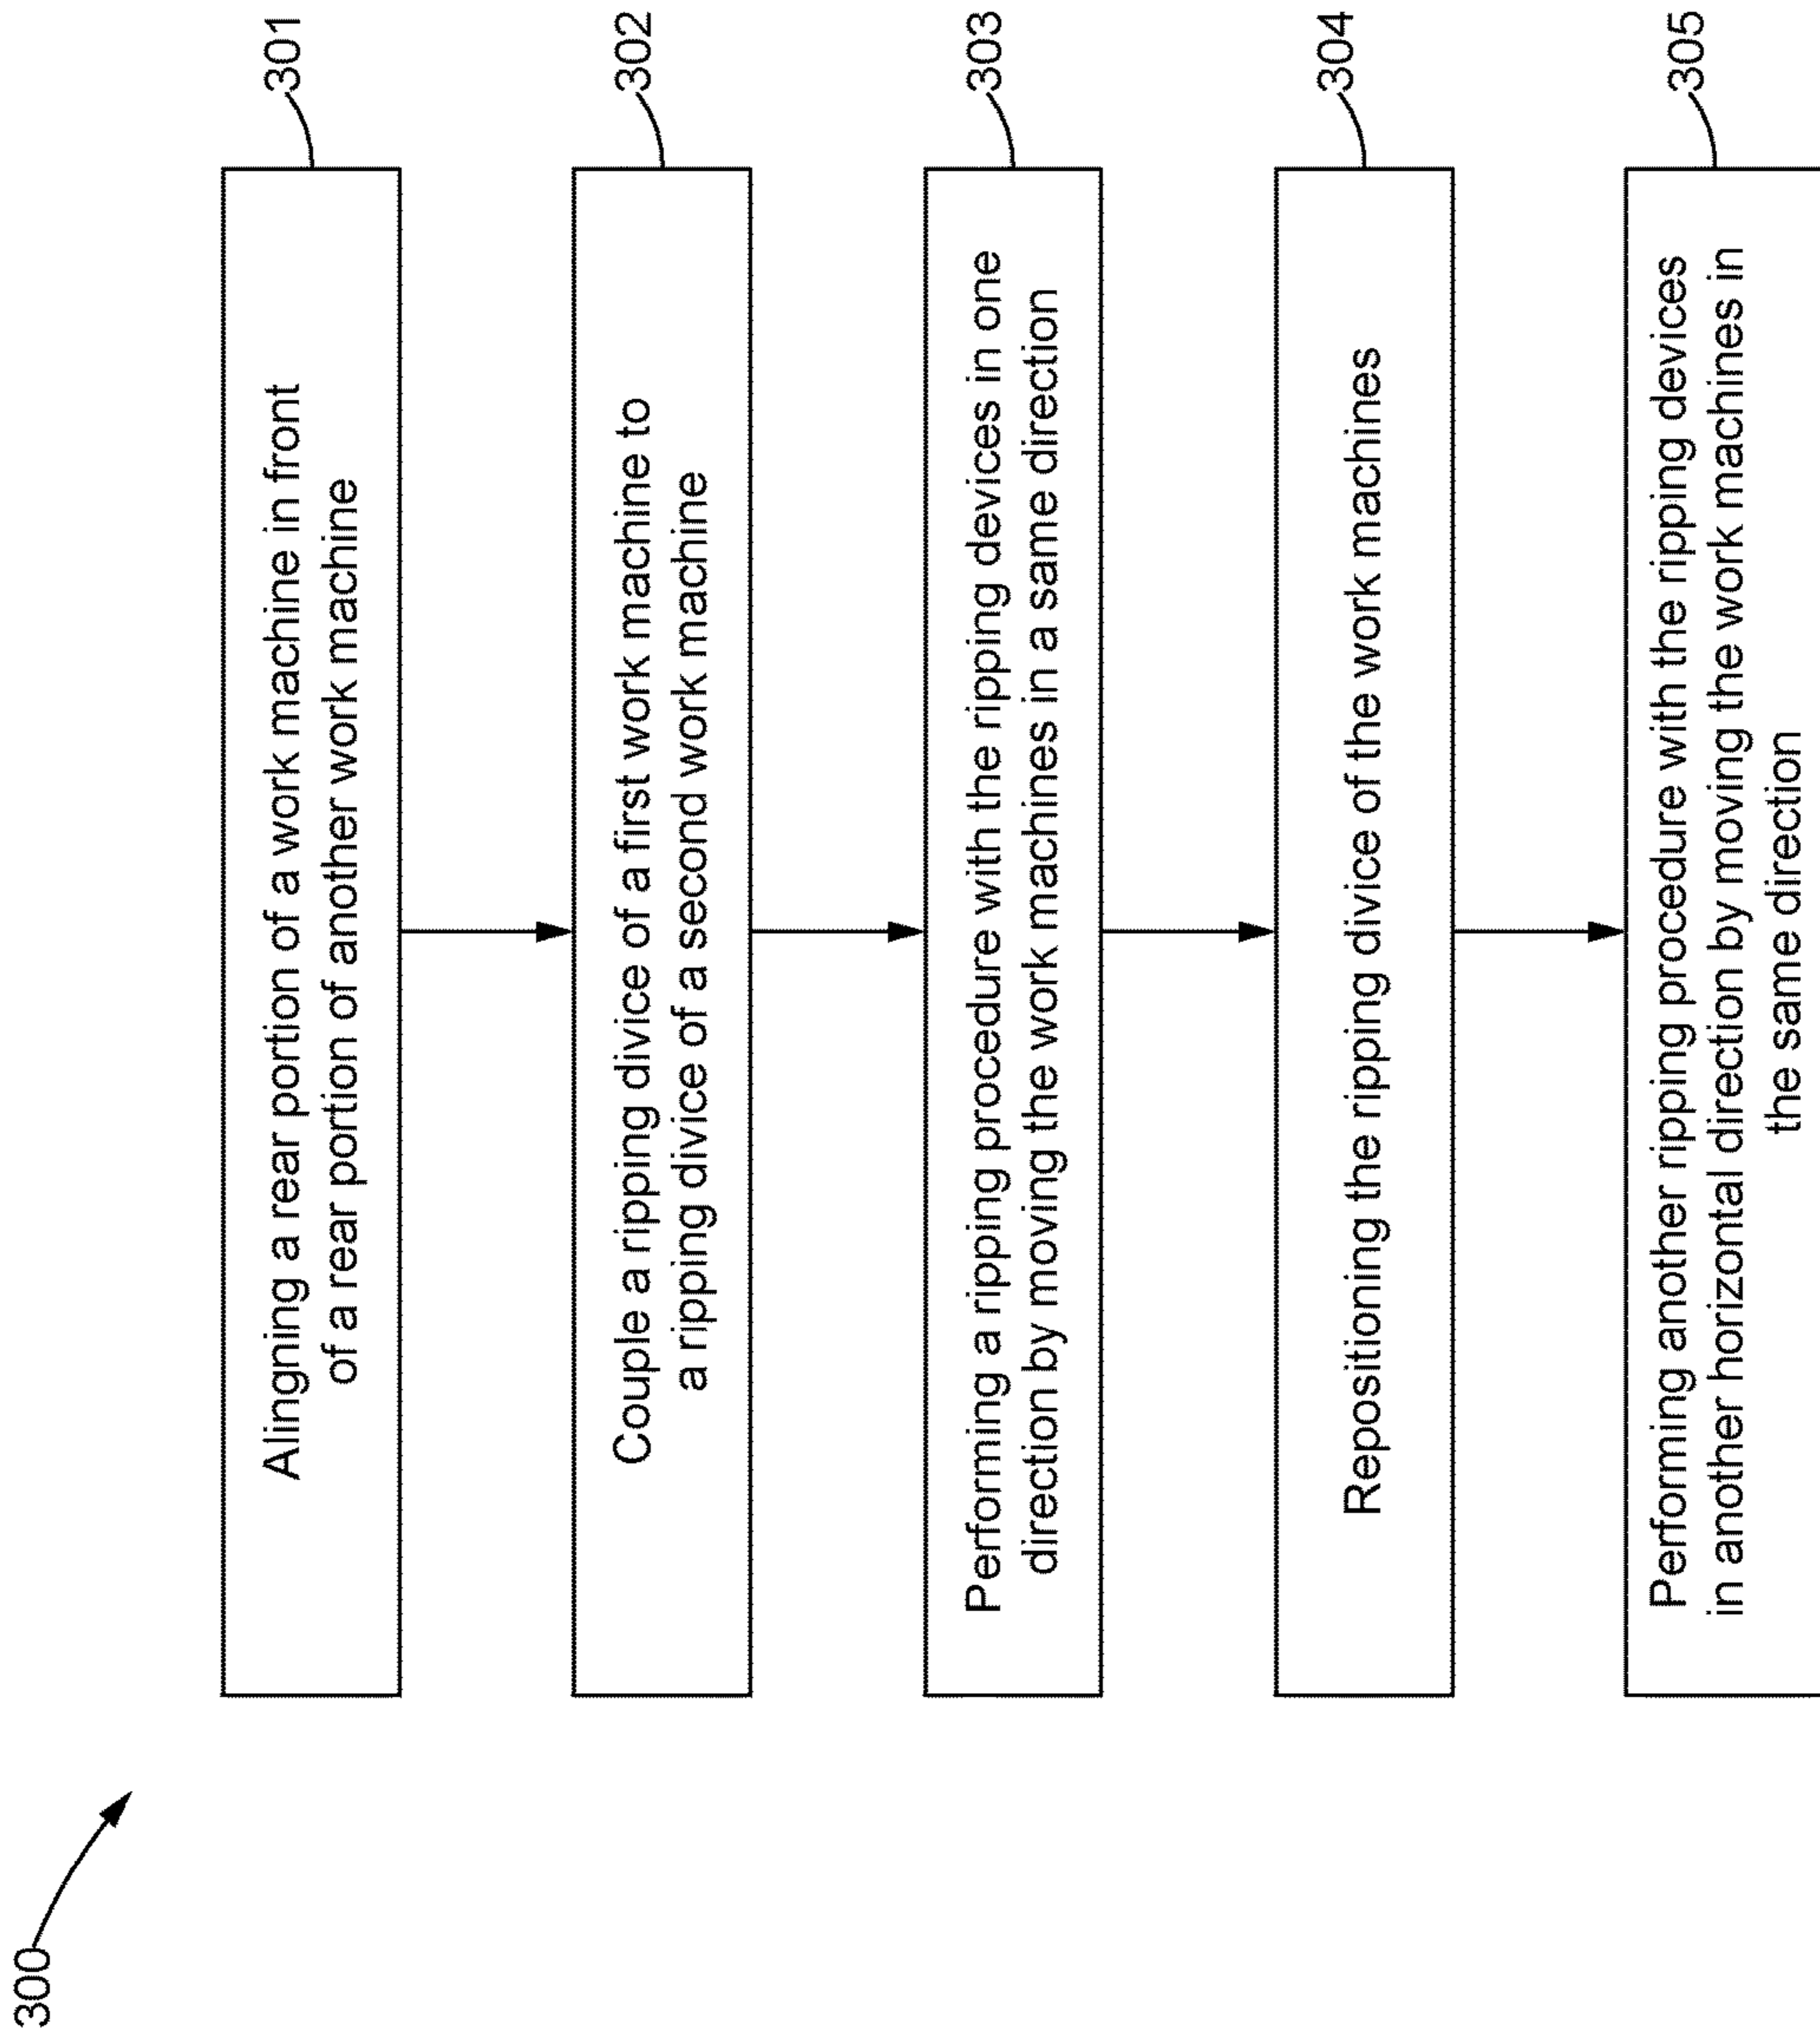 300
301
Alingning a rear portion of a work machine in front
of a rear portion of another work machine
302
Couple a ripping divice of a first work machine to
a ripping divice of a second work machine
303
Performing a ripping procedure with the ripping devices in one
direction by moving the work machines in a same direction
304
Repositioning the ripping divice of the work machines
305
Performing another ripping procedure with the ripping devices
in another horizontal direction by moving the work machines in
the same direction